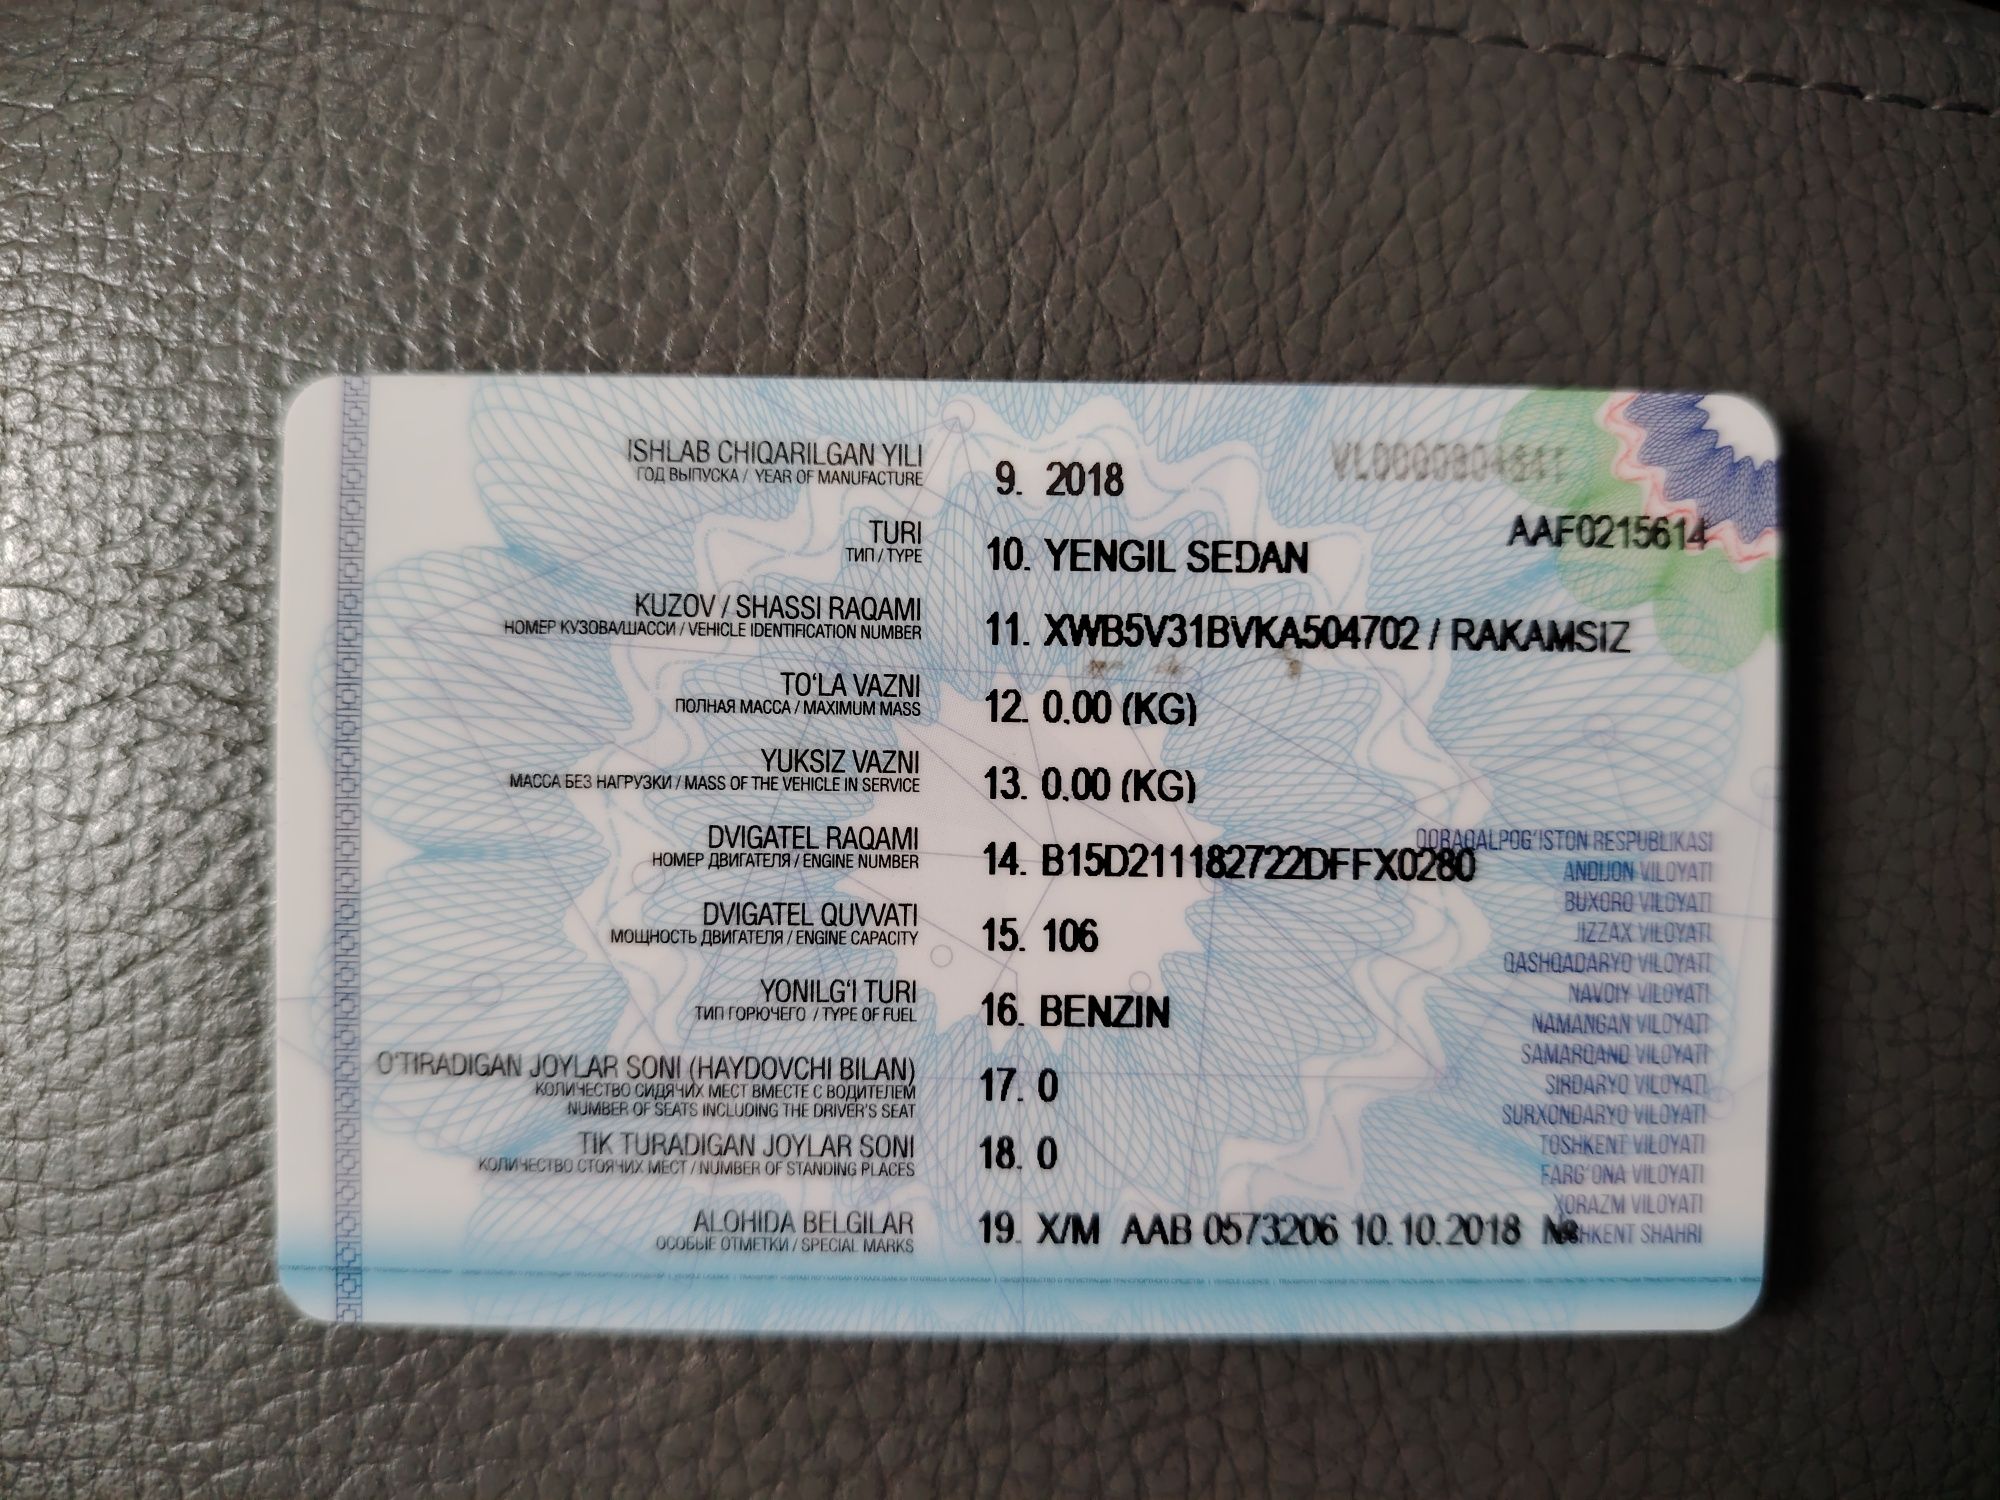 ISHLAB CHIQARILGAN YILI
ГОД ВЫПУСКА / YEAR OF MANUFACTURE
9. 2018
AAF0215614
TURI
ТИП / TYPE
10. YENGIL SEDAN
KUZOV / SHASSI RAQAMI
НОМЕР КУЗОВА/ШАССИ / VEHICLE IDENTIFICATION NUMBER
11. XWB5V31BVKA504702 / RAKAMSIZ
TO‘LA VAZNI
ПОЛНАЯ МАССА / MAXIMUM MASS
12. 0.00 (KG)
YUKSIZ VAZNI
МАССА БЕЗ НАГРУЗКИ / MASS OF THE VEHICLE IN SERVICE
13. 0.00 (KG)
DVIGATEL RAQAMI
НОМЕР ДВИГАТЕЛЯ / ENGINE NUMBER
14. B15D211182722DFFX0280
DVIGATEL QUVVATI
МОЩНОСТЬ ДВИГАТЕЛЯ / ENGINE CAPACITY
15. 106
YONILG‘I TURI
ТИП ГОРЮЧЕГО / TYPE OF FUEL
16. BENZIN
O‘TIRADIGAN JOYLAR SONI (HAYDOVCHI BILAN)
КОЛИЧЕСТВО СИДЯЧИХ МЕСТ ВМЕСТЕ С ВОДИТЕЛЕМ
NUMBER OF SEATS INCLUDING THE DRIVER'S SEAT
17. 0
TIK TURADIGAN JOYLAR SONI
КОЛИЧЕСТВО СТОЯЧИХ МЕСТ / NUMBER OF STANDING PLACES
18. 0
ALOHIDA BELGILAR
ОСОБЫЕ ОТМЕТКИ / SPECIAL MARKS
19. X/M AAB 0573206 10.10.2018 №
QORAQALPOG‘ISTON RESPUBLIKASI
ANDIJON VILOYATI
BUXORO VILOYATI
JIZZAX VILOYATI
QASHQADARYO VILOYATI
NAVOIY VILOYATI
NAMANGAN VILOYATI
SAMARQAND VILOYATI
SIRDARYO VILOYATI
SURXONDARYO VILOYATI
TOSHKENT VILOYATI
FARG‘ONA VILOYATI
XORAZM VILOYATI
SHAHRI